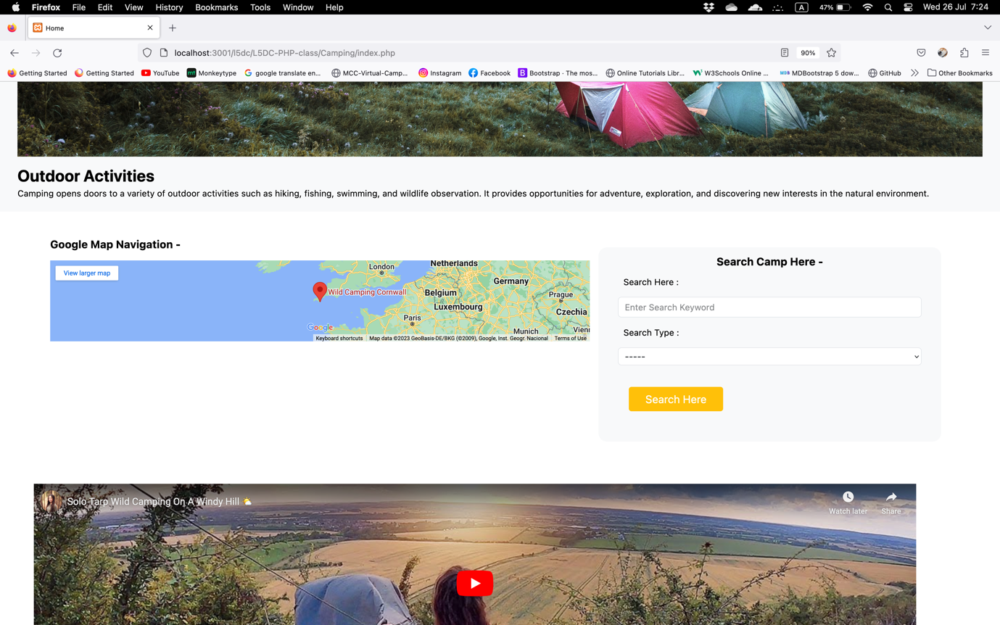 Firefox File Edit View History Bookmarks Tools Window Help A 47% Wed 26 Jul 7:24
Home
localhost:3001/l5dc/L5DC-PHP-class/Camping/index.php 90%
Getting Started Getting Started YouTube mt Monkeytype google translate en... MCC-Virtual-Camp... Instagram Facebook B Bootstrap · The mos... Online Tutorials Libr... W3Schools Online ... MDB MDBootstrap 5 dow... GitHub Other Bookmarks
Outdoor Activities
Camping opens doors to a variety of outdoor activities such as hiking, fishing, swimming, and wildlife observation. It provides opportunities for adventure, exploration, and discovering new interests in the natural environment.
Google Map Navigation -
View larger map
London
Netherlands
Germany
Wild Camping Cornwall
Belgium
Luxembourg
Prague
Czechia
Paris
Munich
Vien
Google
Keyboard shortcuts Map data ©2023 GeoBasis-DE/BKG (©2009), Google, Inst. Geogr. Nacional Terms of Use
Search Camp Here -
Search Here :
Enter Search Keyword
Search Type :
-----
Search Here
Solo Tarp Wild Camping On A Windy Hill 🌤️
Watch later Share